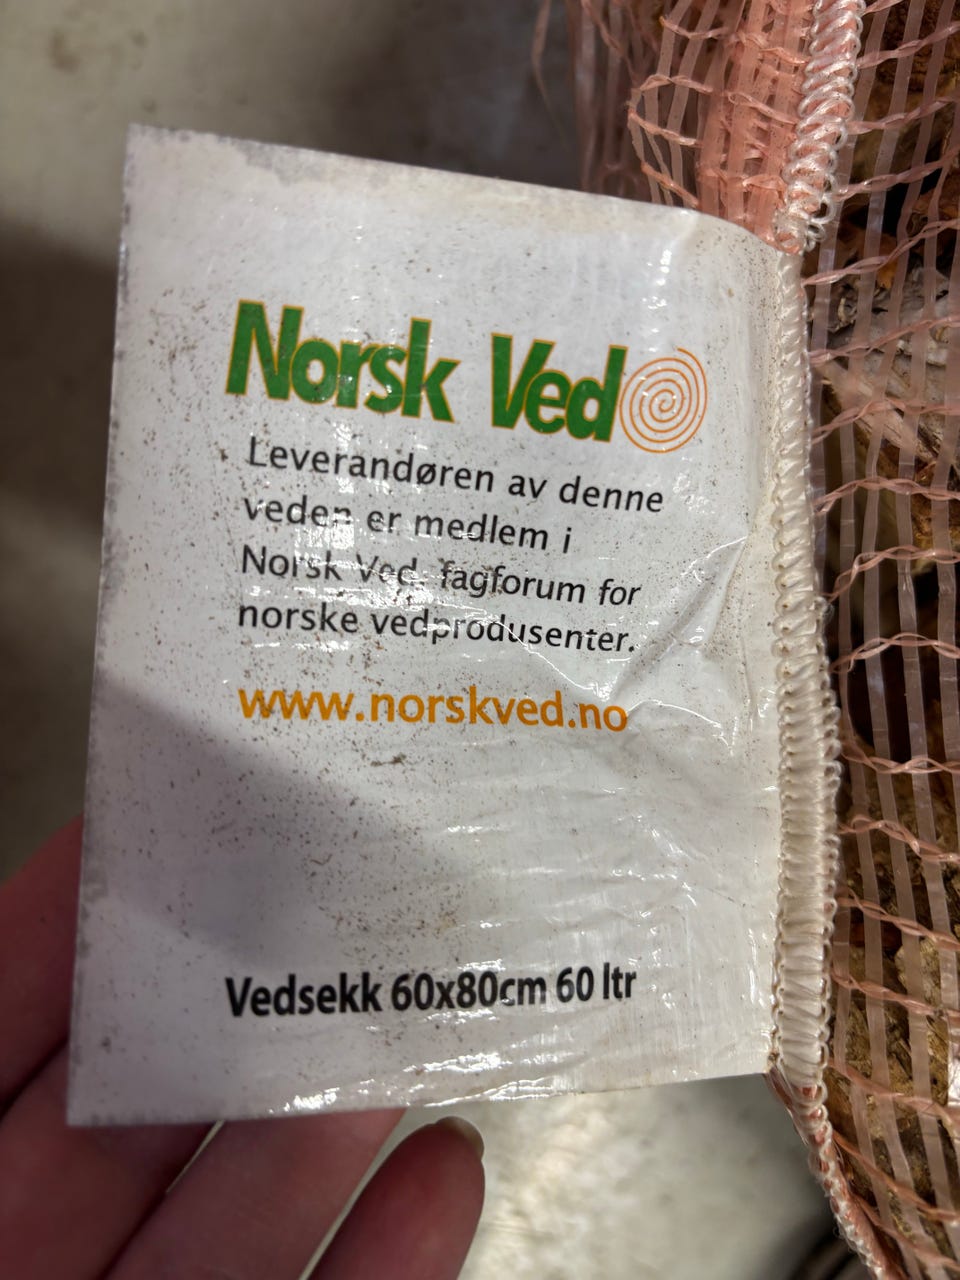 Norsk Ved
Leverandøren av denne
veden er medlem i
Norsk Ved, fagforum for
norske vedprodusenter.
www.norskved.no
Vedsekk 60x80cm 60 ltr